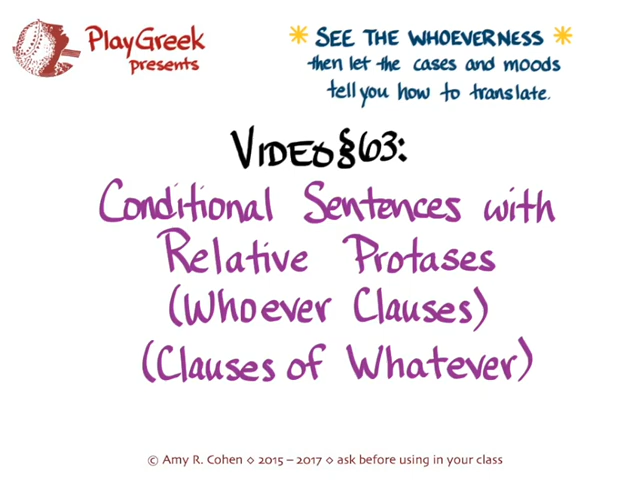 PlayGreek
presents
SEE THE WHOEVERNESS
then let the cases and moods
tell you how to translate.
VIDEO § 63:
Conditional Sentences with
Relative Protases
(Whoever Clauses)
(Clauses of Whatever)
© Amy R. Cohen ◇ 2015 – 2017 ◇ ask before using in your class